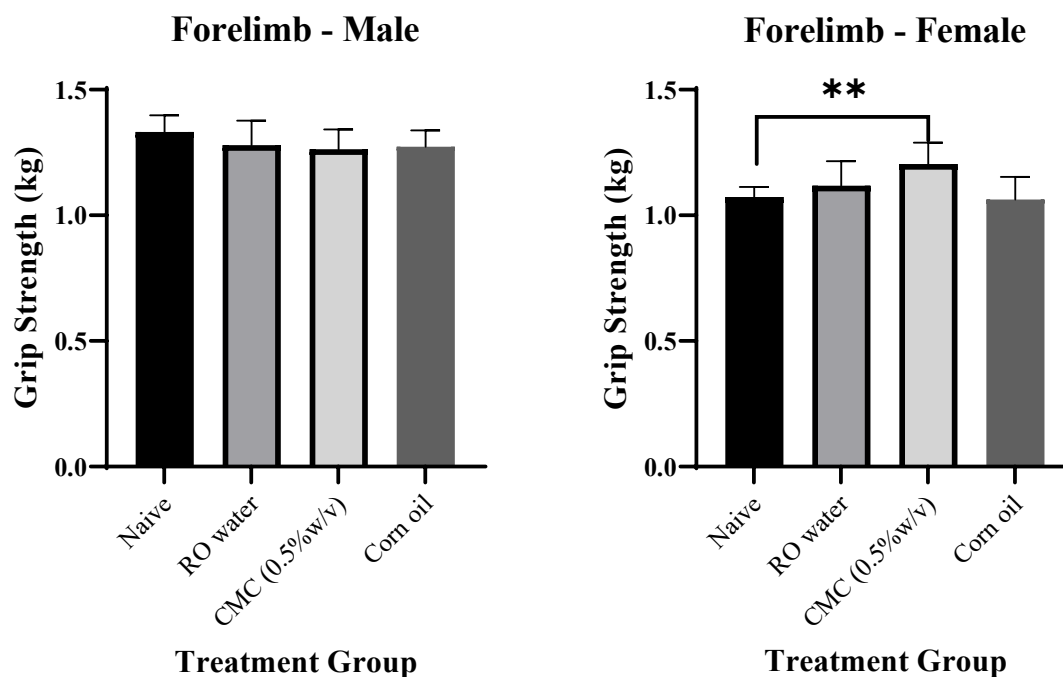 Forelimb - Male
Grip Strength (kg)
1.5
1.0
0.5
0.0
Naive
RO water
CMC (0.5%w/v)
Corn oil
Treatment Group
Forelimb - Female
Grip Strength (kg)
1.5
1.0
0.5
0.0
**
Naive
RO water
CMC (0.5%w/v)
Corn oil
Treatment Group